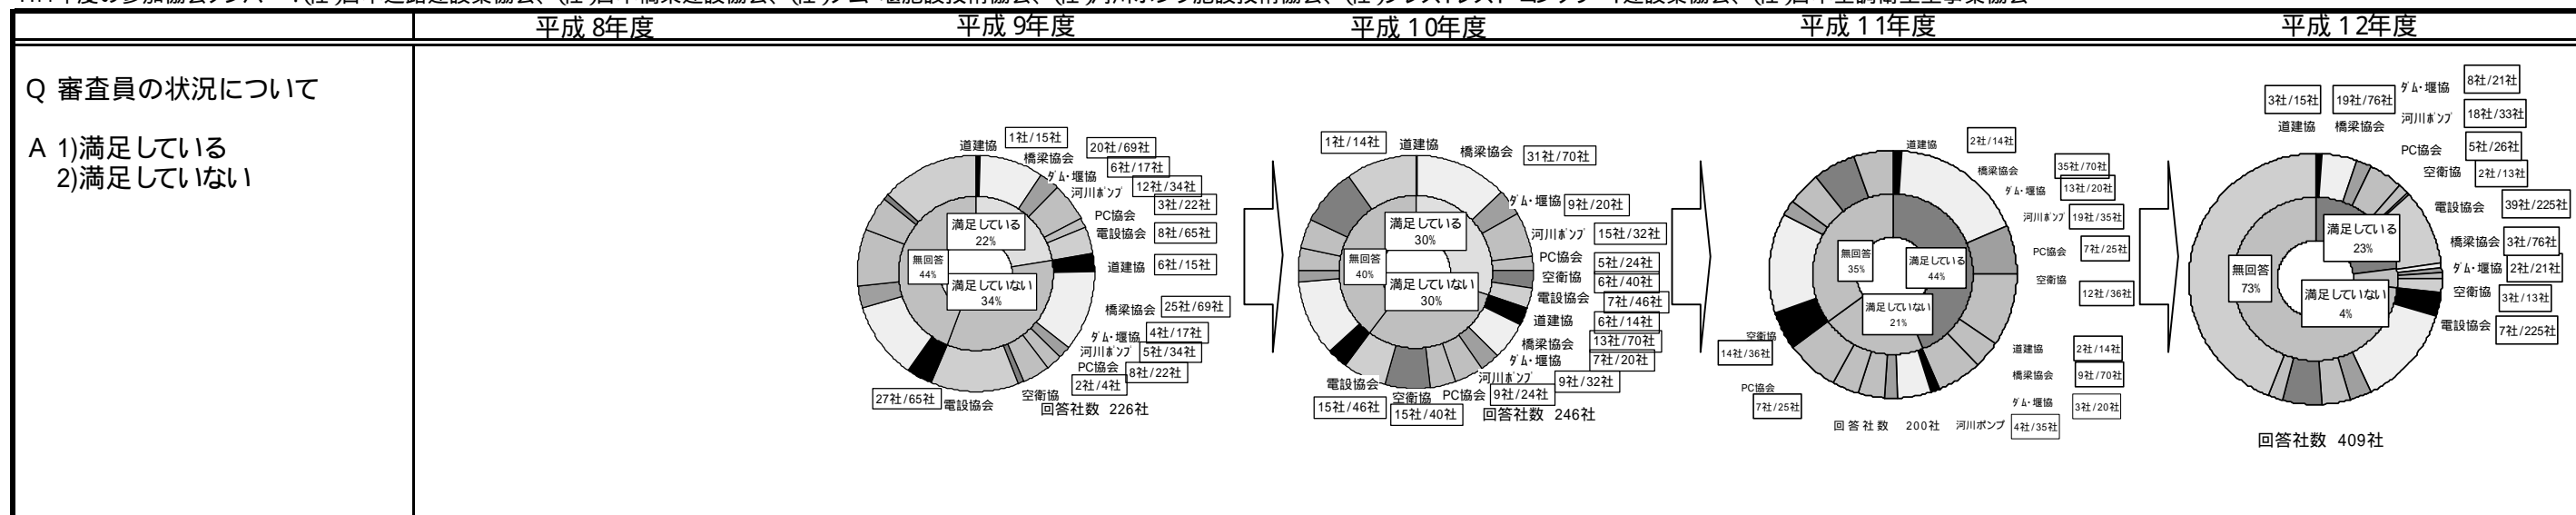 平成 8年度
平成 9年度
平成 10年度
平成 11年度
平成 12年度
Q 審査員の状況について
A 1)満足している
2)満足していない
道建協 1社/15社
橋梁協会 20社/69社
ダム・堰協 6社/17社
河川ポンプ 12社/34社
PC協会 3社/22社
電設協会 8社/65社
道建協 6社/15社
橋梁協会 25社/69社
ダム・堰協 4社/17社
河川ポンプ 5社/34社
PC協会 8社/22社
空衛協 2社/4社
電設協会 27社/65社
満足している
22%
無回答
44%
満足していない
34%
回答社数 226社
1社/14社 道建協
橋梁協会 31社/70社
ダム・堰協 9社/20社
河川ポンプ 15社/32社
PC協会 5社/24社
空衛協 6社/40社
電設協会 7社/46社
道建協 6社/14社
橋梁協会 13社/70社
ダム・堰協 7社/20社
河川ポンプ 9社/32社
PC協会 9社/24社
空衛協 15社/40社
電設協会 15社/46社
満足している
30%
無回答
40%
満足していない
30%
回答社数 246社
道建協 2社/14社
橋梁協会 35社/70社
ダム・堰協 13社/20社
河川ポンプ 19社/35社
PC協会 7社/25社
空衛協 12社/36社
道建協 2社/14社
橋梁協会 9社/70社
ダム・堰協 3社/20社
河川ポンプ 4社/35社
PC協会 7社/25社
空衛協 14社/36社
無回答
35%
満足している
44%
満足していない
21%
回答社数 200社
3社/15社 道建協
19社/76社 橋梁協会
ダム・堰協 8社/21社
河川ポンプ 18社/33社
PC協会 5社/26社
空衛協 2社/13社
電設協会 39社/225社
橋梁協会 3社/76社
ダム・堰協 2社/21社
空衛協 3社/13社
電設協会 7社/225社
満足している
23%
無回答
73%
満足していない
4%
回答社数 409社